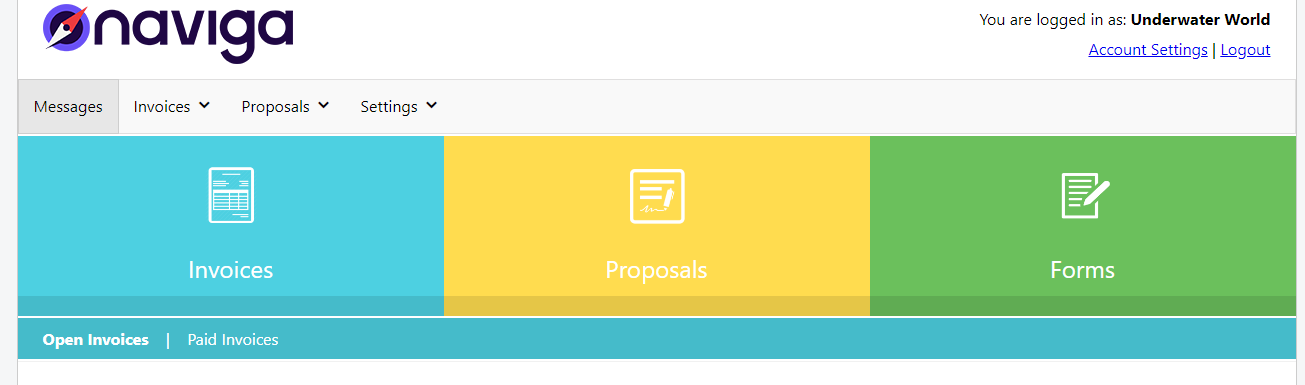 naviga
You are logged in as: Underwater World
Account Settings | Logout
Messages Invoices Proposals Settings
Invoices Proposals Forms
Open Invoices | Paid Invoices